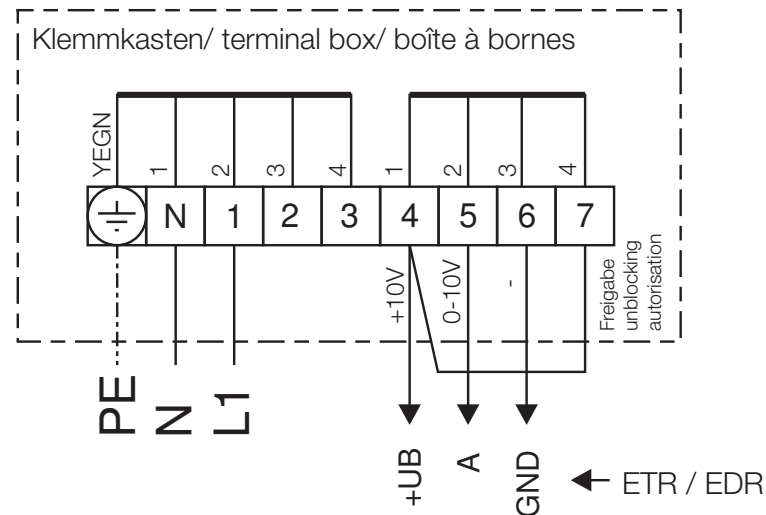 Klemmkasten/ terminal box/ boîte à bornes
YEGN 1 2 3 4 1 2 3 4
N 1 2 3 4 5 6 7
+10V 0-10V -
Freigabe
unblocking
autorisation
PE N L1
+UB A GND
ETR / EDR